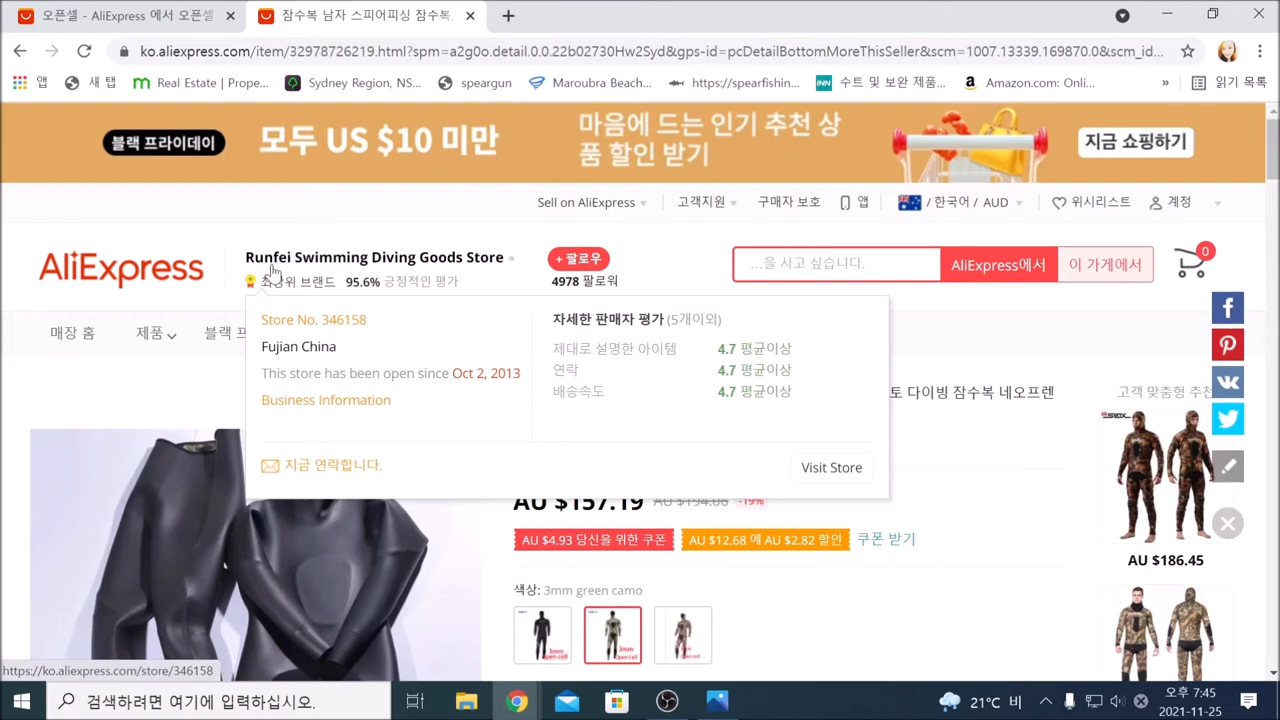 오픈셀 - AliExpress 에서 오픈셀
잠수복 남자 스피어피싱 잠수복
ko.aliexpress.com/item/32978726219.html?spm=a2g0o.detail.0.0.22b02730Hw2Syd&gps-id=pcDetailBottomMoreThisSeller&scm=1007.13339.169870.0&scm_id...
앱 새 탭 Real Estate | Prope... Sydney Region, NS... speargun Maroubra Beach... https://spearfishin... 수트 및 보완 제품... Amazon.com: Onli... » 읽기 목록
블랙 프라이데이 모두 US $10 미만
마음에 드는 인기 추천 상
품 할인 받기
지금 쇼핑하기
Sell on AliExpress 고객지원 구매자 보호 앱 / 한국어 / AUD 위시리스트 계정
AliExpress
Runfei Swimming Diving Goods Store
95.6% 긍정적인 평가
+ 팔로우
4978 팔로워
...을 사고 싶습니다.
AliExpress에서
이 가게에서
0
매장 홈 제품 블랙 프
Store No. 346158
Fujian China
This store has been open since Oct 2, 2013
Business Information
지금 연락합니다.
자세한 판매자 평가 (5개이외)
제대로 설명한 아이템 4.7 평균이상
연락 4.7 평균이상
배송속도 4.7 평균이상
Visit Store
토 다이빙 잠수복 네오프렌
고객 맞춤형 추천
AU $157.19 AU $194.06 -19%
AU $4.93 당신을 위한 쿠폰 AU $12.68 에 AU $2.82 할인 쿠폰 받기
색상: 3mm green camo
AU $186.45
https://ko.aliexpress.com/store/346158
검색하려면 여기에 입력하십시오.
21°C 비
오후 7:45
2021-11-25